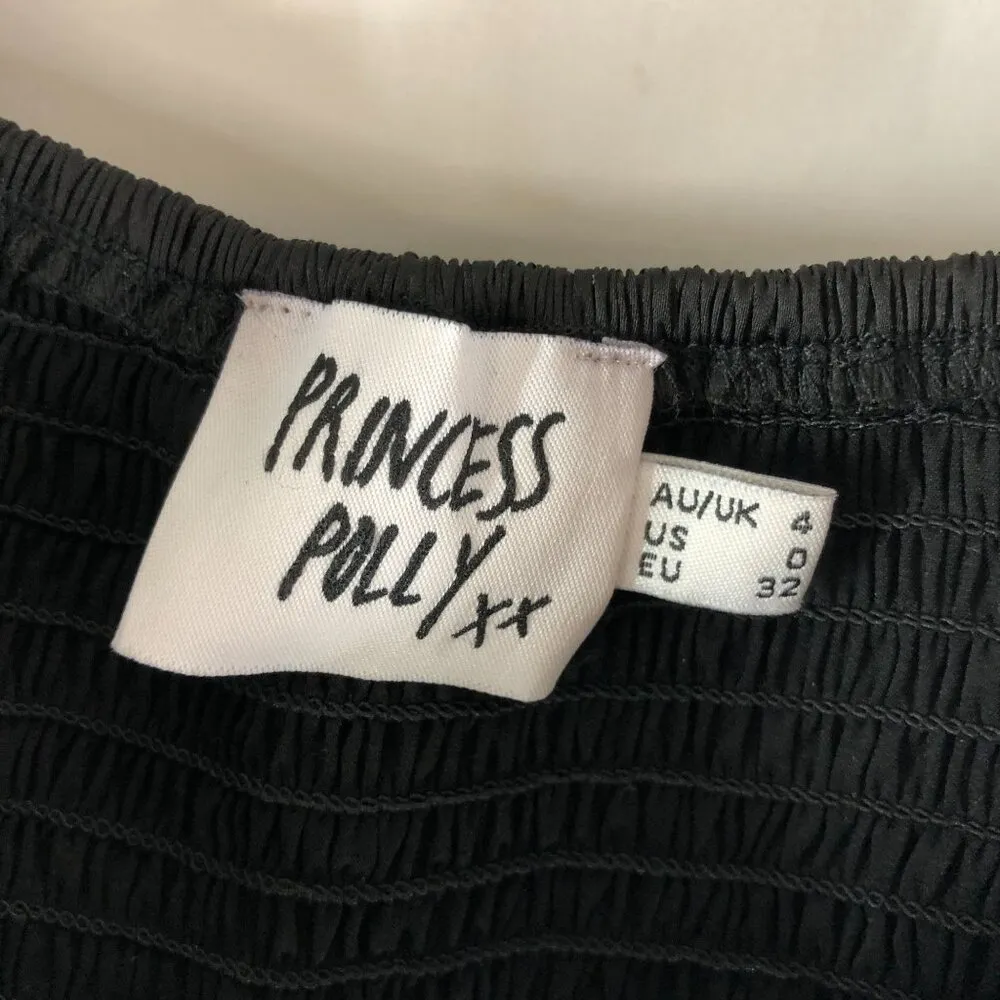 PRINCESS
POLLY xx
AU/UK 4
US 0
EU 32